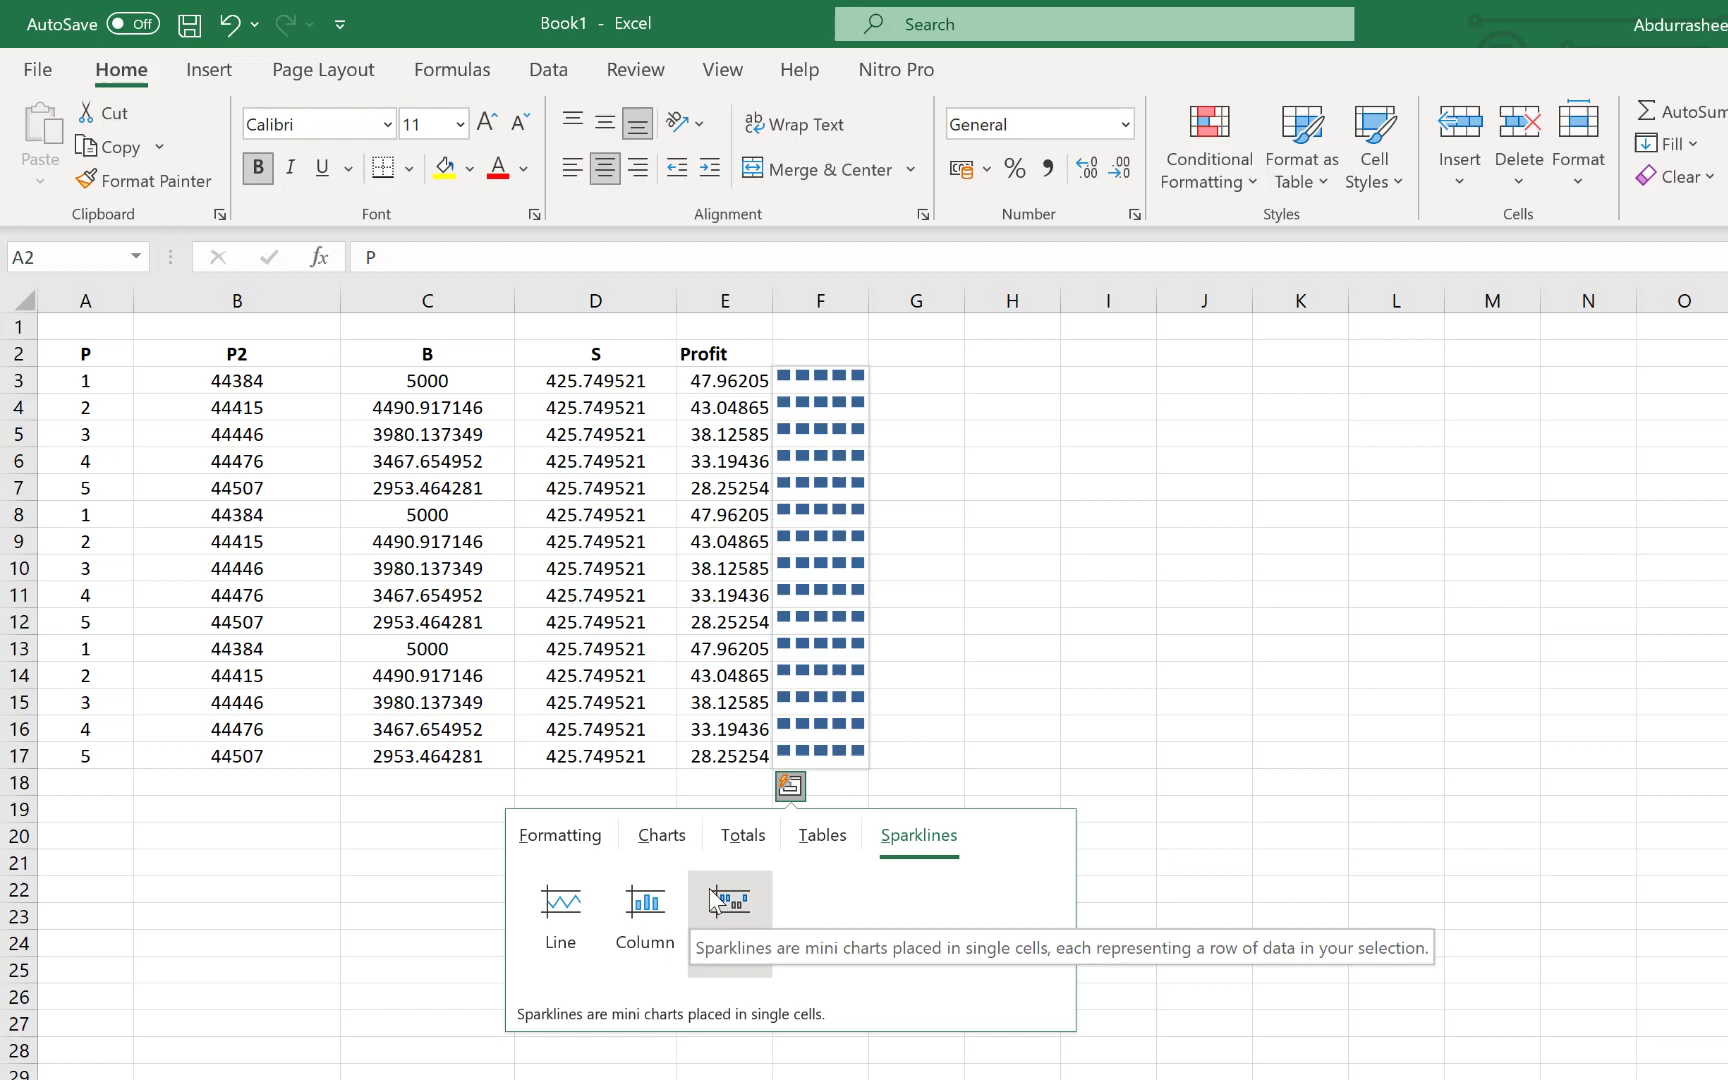 AutoSave Off Book1 - Excel Search Abdurrashee
File Home Insert Page Layout Formulas Data Review View Help Nitro Pro
Paste Cut Copy Format Painter Clipboard
Calibri 11 A A B I U A Font
ab Wrap Text Merge & Center Alignment
General % Number
Conditional Formatting Format as Table Cell Styles Styles
Insert Delete Format Cells
AutoSum Fill Clear
A2 fx P
A B C D E F G H I J K L M N O
1
2 P P2 B S Profit
3 1 44384 5000 425.749521 47.96205
4 2 44415 4490.917146 425.749521 43.04865
5 3 44446 3980.137349 425.749521 38.12585
6 4 44476 3467.654952 425.749521 33.19436
7 5 44507 2953.464281 425.749521 28.25254
8 1 44384 5000 425.749521 47.96205
9 2 44415 4490.917146 425.749521 43.04865
10 3 44446 3980.137349 425.749521 38.12585
11 4 44476 3467.654952 425.749521 33.19436
12 5 44507 2953.464281 425.749521 28.25254
13 1 44384 5000 425.749521 47.96205
14 2 44415 4490.917146 425.749521 43.04865
15 3 44446 3980.137349 425.749521 38.12585
16 4 44476 3467.654952 425.749521 33.19436
17 5 44507 2953.464281 425.749521 28.25254
18
19
20
21
22
23
24
25
26
27
28
29
Formatting Charts Totals Tables Sparklines
Line Column
Sparklines are mini charts placed in single cells, each representing a row of data in your selection.
Sparklines are mini charts placed in single cells.